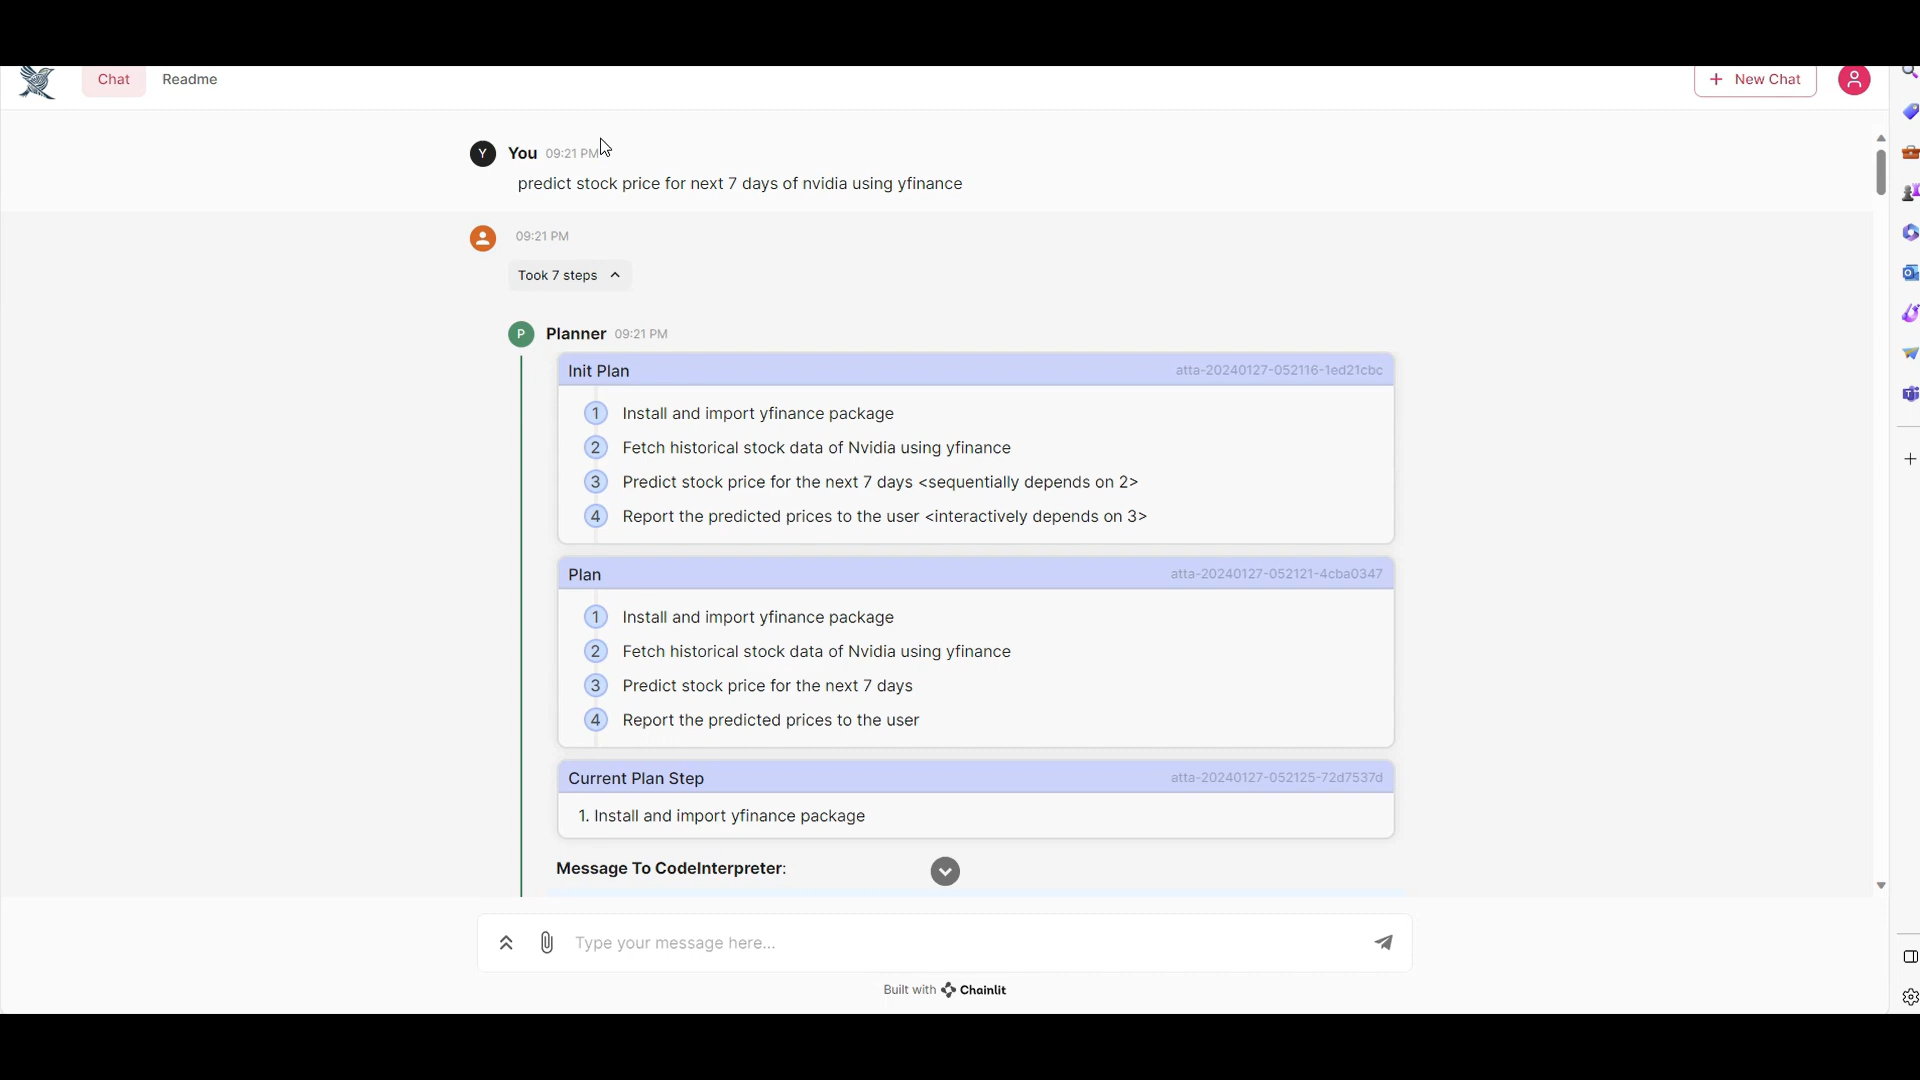 Chat
Readme
New Chat
Y
You 09:21 PM
predict stock price for next 7 days of nvidia using yfinance
09:21 PM
Took 7 steps
P
Planner 09:21 PM
Init Plan
atta-20240127-052116-1ed21cbc
1 Install and import yfinance package
2 Fetch historical stock data of Nvidia using yfinance
3 Predict stock price for the next 7 days <sequentially depends on 2>
4 Report the predicted prices to the user <interactively depends on 3>
Plan
atta-20240127-052121-4cba0347
1 Install and import yfinance package
2 Fetch historical stock data of Nvidia using yfinance
3 Predict stock price for the next 7 days
4 Report the predicted prices to the user
Current Plan Step
atta-20240127-052125-72d7537d
1. Install and import yfinance package
Message To CodeInterpreter:
Type your message here...
Built with Chainlit